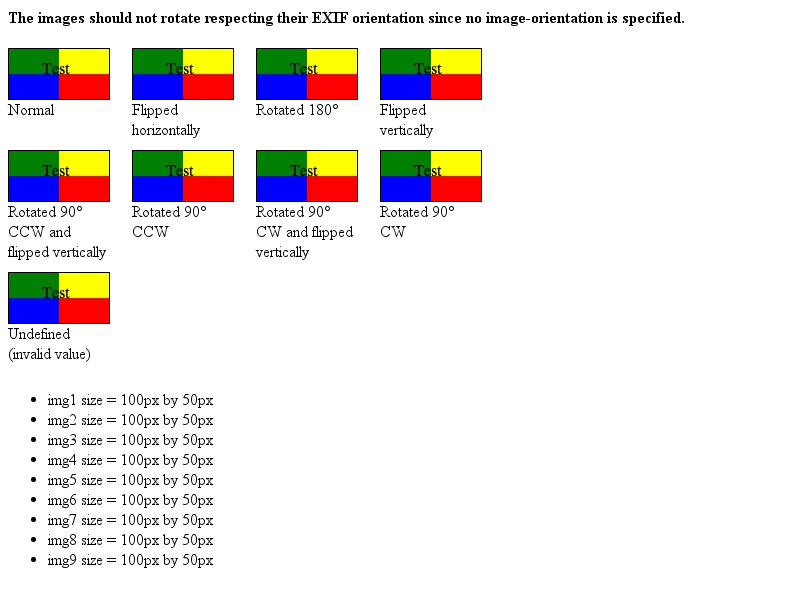 The images should not rotate respecting their EXIF orientation since no image-orientation is specified.
Test Test Test Test
Normal
Flipped
horizontally
Rotated 180°
Flipped
vertically
Test Test Test Test
Rotated 90°
CCW and
flipped vertically
Rotated 90°
CCW
Rotated 90°
CW and flipped
vertically
Rotated 90°
CW
Test
Undefined
(invalid value)
• img1 size = 100px by 50px
• img2 size = 100px by 50px
• img3 size = 100px by 50px
• img4 size = 100px by 50px
• img5 size = 100px by 50px
• img6 size = 100px by 50px
• img7 size = 100px by 50px
• img8 size = 100px by 50px
• img9 size = 100px by 50px